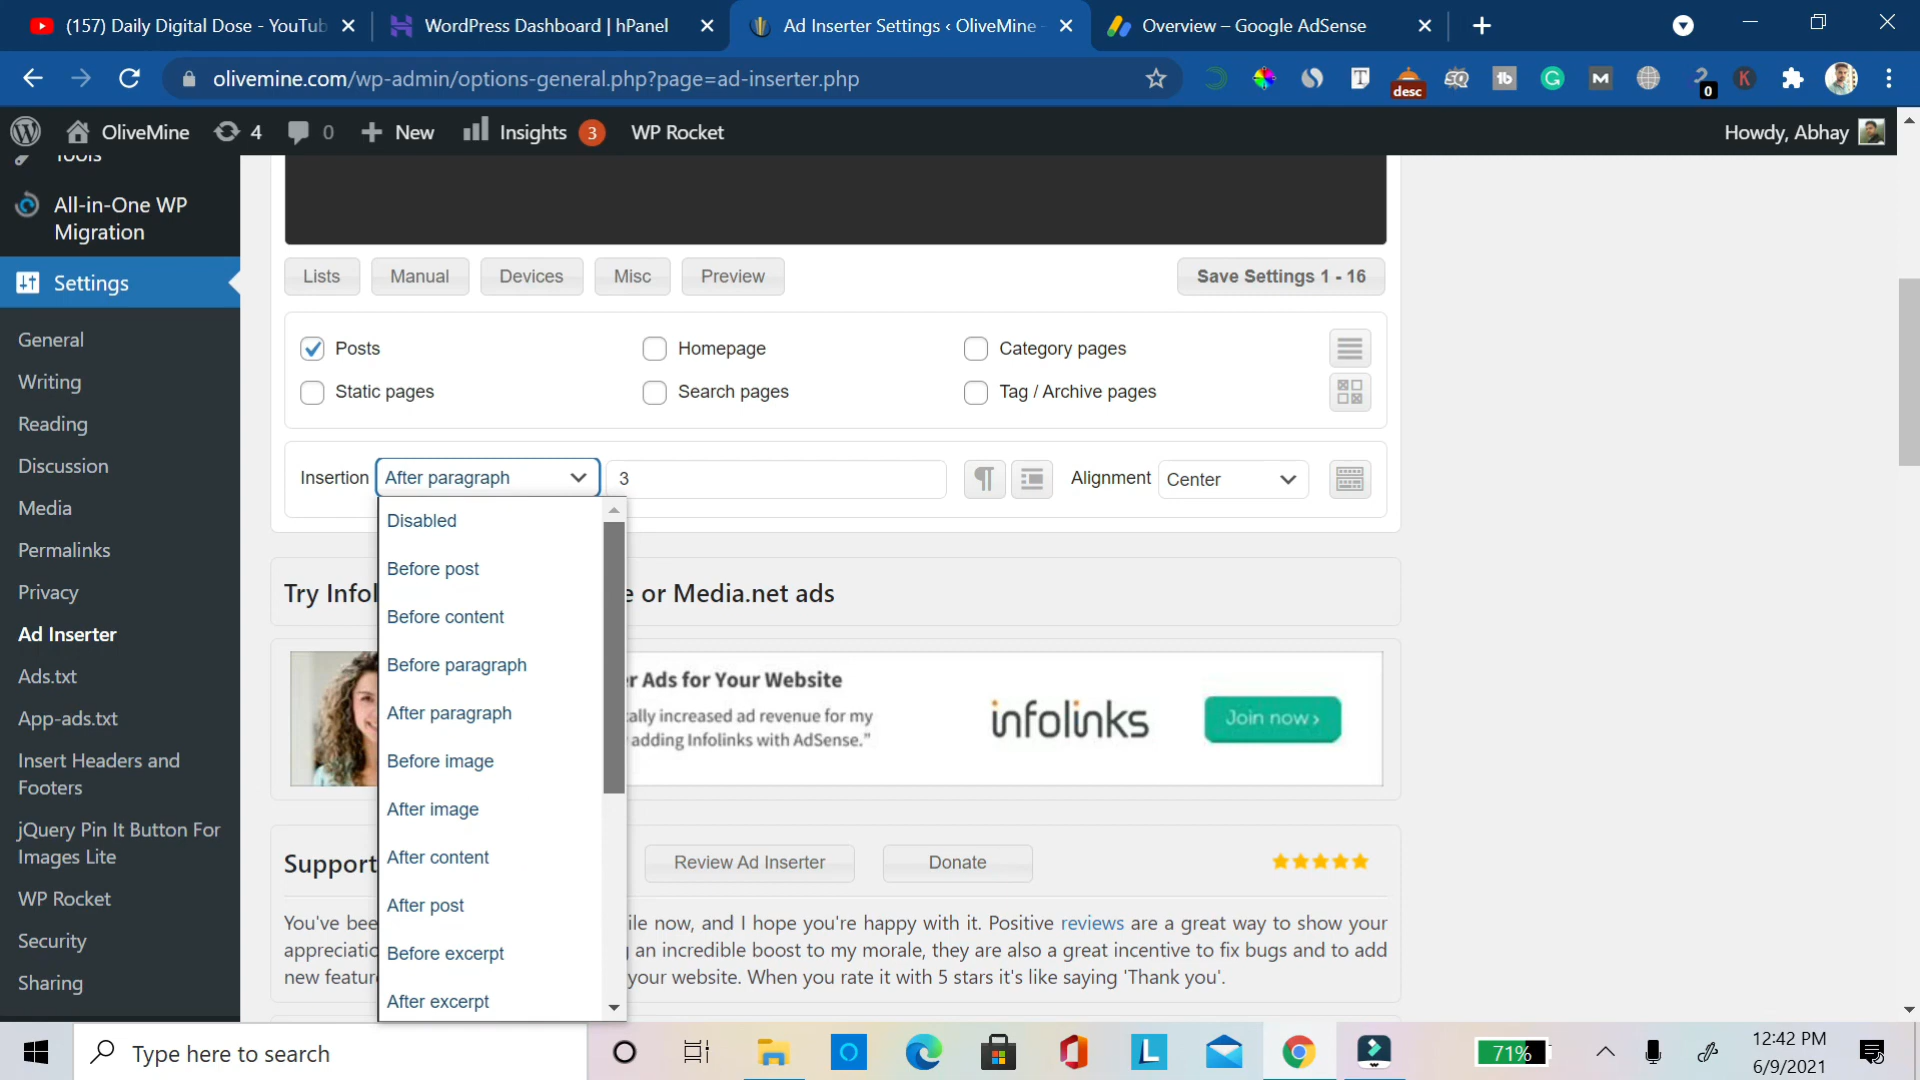 (157) Daily Digital Dose - YouTub
WordPress Dashboard | hPanel
Ad Inserter Settings ‹ OliveMine -
Overview – Google AdSense
olivemine.com/wp-admin/options-general.php?page=ad-inserter.php
desc
0
OliveMine 4 0 New Insights 3 WP Rocket
Howdy, Abhay
Tools
All-in-One WP
Migration
Settings
General
Writing
Reading
Discussion
Media
Permalinks
Privacy
Ad Inserter
Ads.txt
App-ads.txt
Insert Headers and
Footers
jQuery Pin It Button For
Images Lite
WP Rocket
Security
Sharing
Lists Manual Devices Misc Preview Save Settings 1 - 16
Posts Homepage Category pages
Static pages Search pages Tag / Archive pages
Insertion After paragraph 3 Alignment Center
Disabled
Before post
Before content
Before paragraph
After paragraph
Before image
After image
After content
After post
Before excerpt
After excerpt
Try Infol e or Media.net ads
r Ads for Your Website
ally increased ad revenue for my
adding Infolinks with AdSense.”
infolinks
Join now ›
Support Review Ad Inserter Donate
You've bee ile now, and I hope you're happy with it. Positive reviews are a great way to show your
appreciatio an incredible boost to my morale, they are also a great incentive to fix bugs and to add
new featur your website. When you rate it with 5 stars it's like saying 'Thank you'.
Type here to search
71%
12:42 PM
6/9/2021